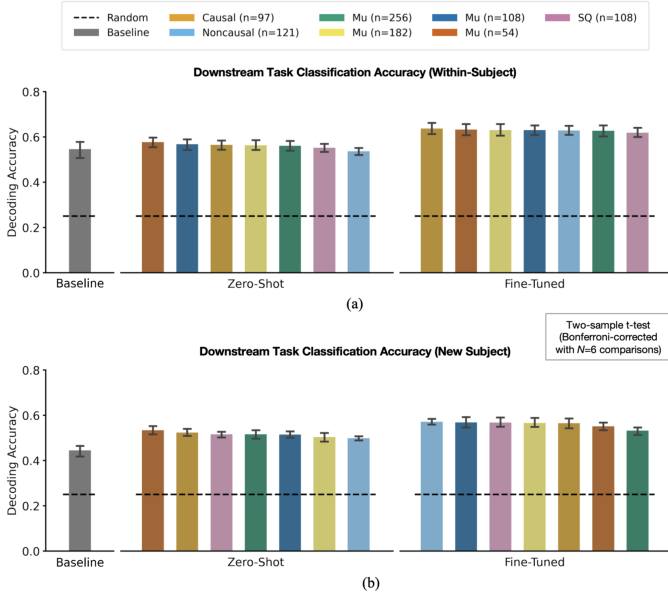 Random Causal (n=97) Mu (n=256) Mu (n=108) SQ (n=108)
Baseline Noncausal (n=121) Mu (n=182) Mu (n=54)
Downstream Task Classification Accuracy (Within-Subject)
Decoding Accuracy
0.8
0.6
0.4
0.2
0.0
Baseline Zero-Shot Fine-Tuned
(a)
Two-sample t-test
(Bonferroni-corrected
with N=6 comparisons)
Downstream Task Classification Accuracy (New Subject)
Decoding Accuracy
0.8
0.6
0.4
0.2
0.0
Baseline Zero-Shot Fine-Tuned
(b)